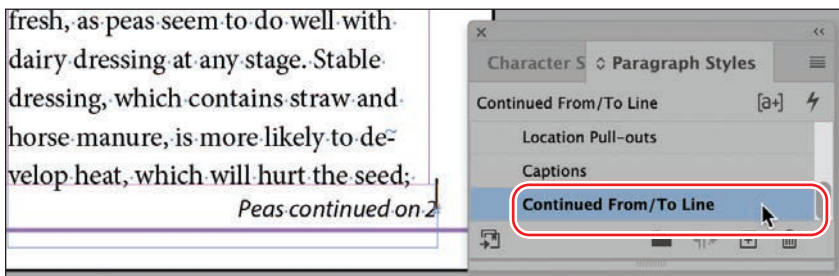 fresh, as peas seem to do well with
dairy dressing at any stage. Stable
dressing, which contains straw and
horse manure, is more likely to de-
velop heat, which will hurt the seed;
Peas continued on 2
Character S Paragraph Styles
Continued From/To Line [a+]
Location Pull-outs
Captions
Continued From/To Line